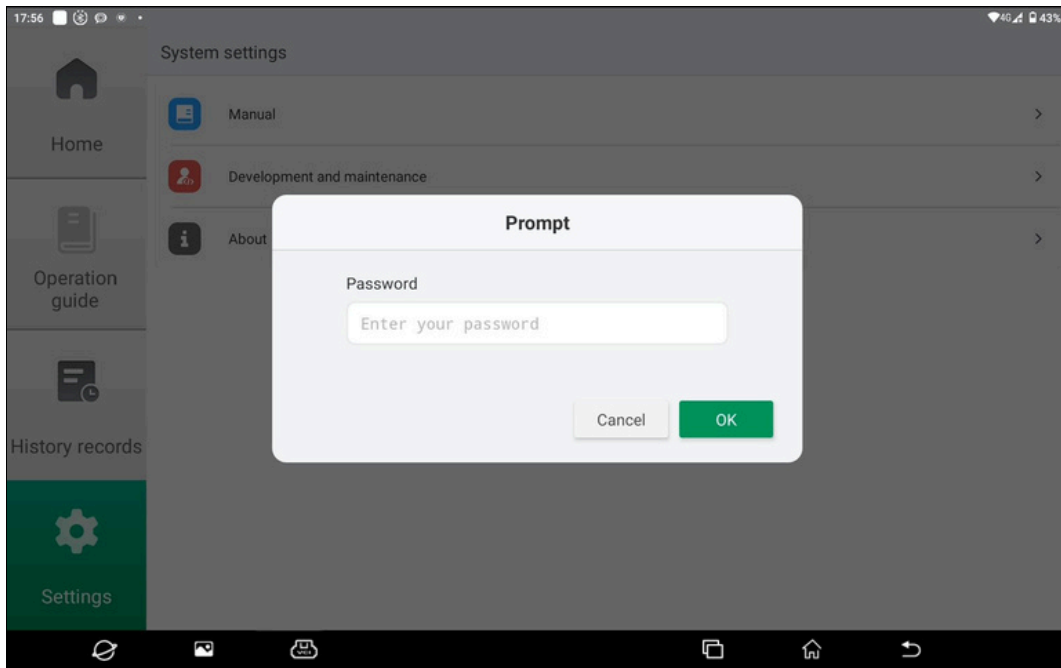 17:56
4G 43%
System settings
Home
Manual
Development and maintenance
About
Operation
guide
History records
Settings
Prompt
Password
Enter your password
Cancel
OK